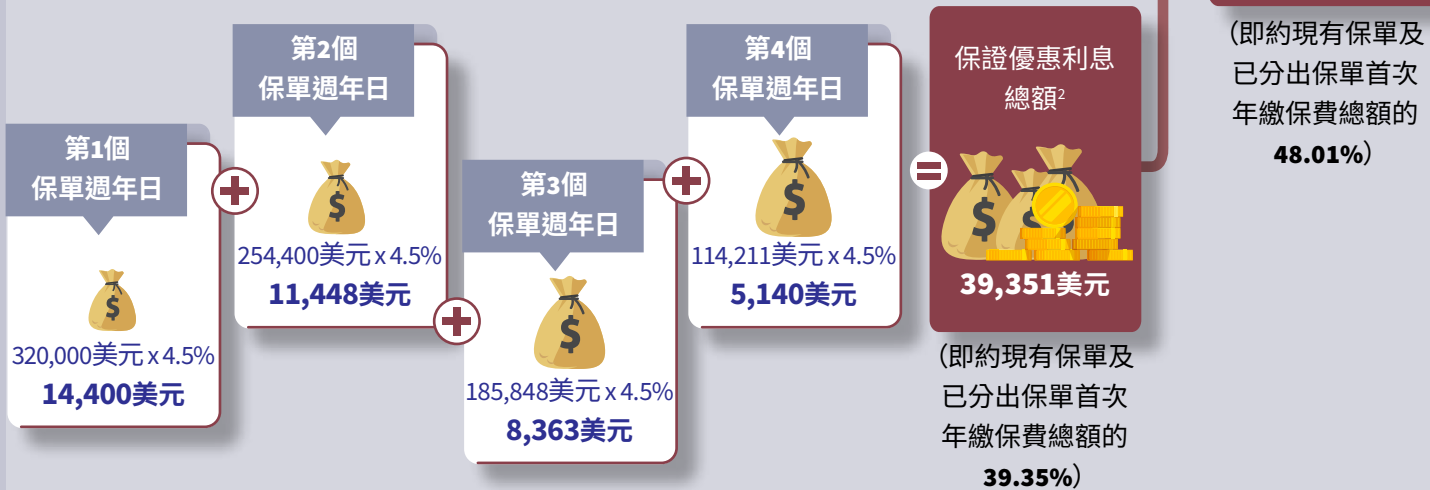 第1個
保單週年日
320,000美元 x 4.5%
14,400美元
第2個
保單週年日
254,400美元 x 4.5%
11,448美元
第3個
保單週年日
185,848美元 x 4.5%
8,363美元
第4個
保單週年日
114,211美元 x 4.5%
5,140美元
保證優惠利息
總額2
39,351美元
（即約現有保單及
已分出保單首次
年繳保費總額的
39.35%）
（即約現有保單及
已分出保單首次
年繳保費總額的
48.01%）